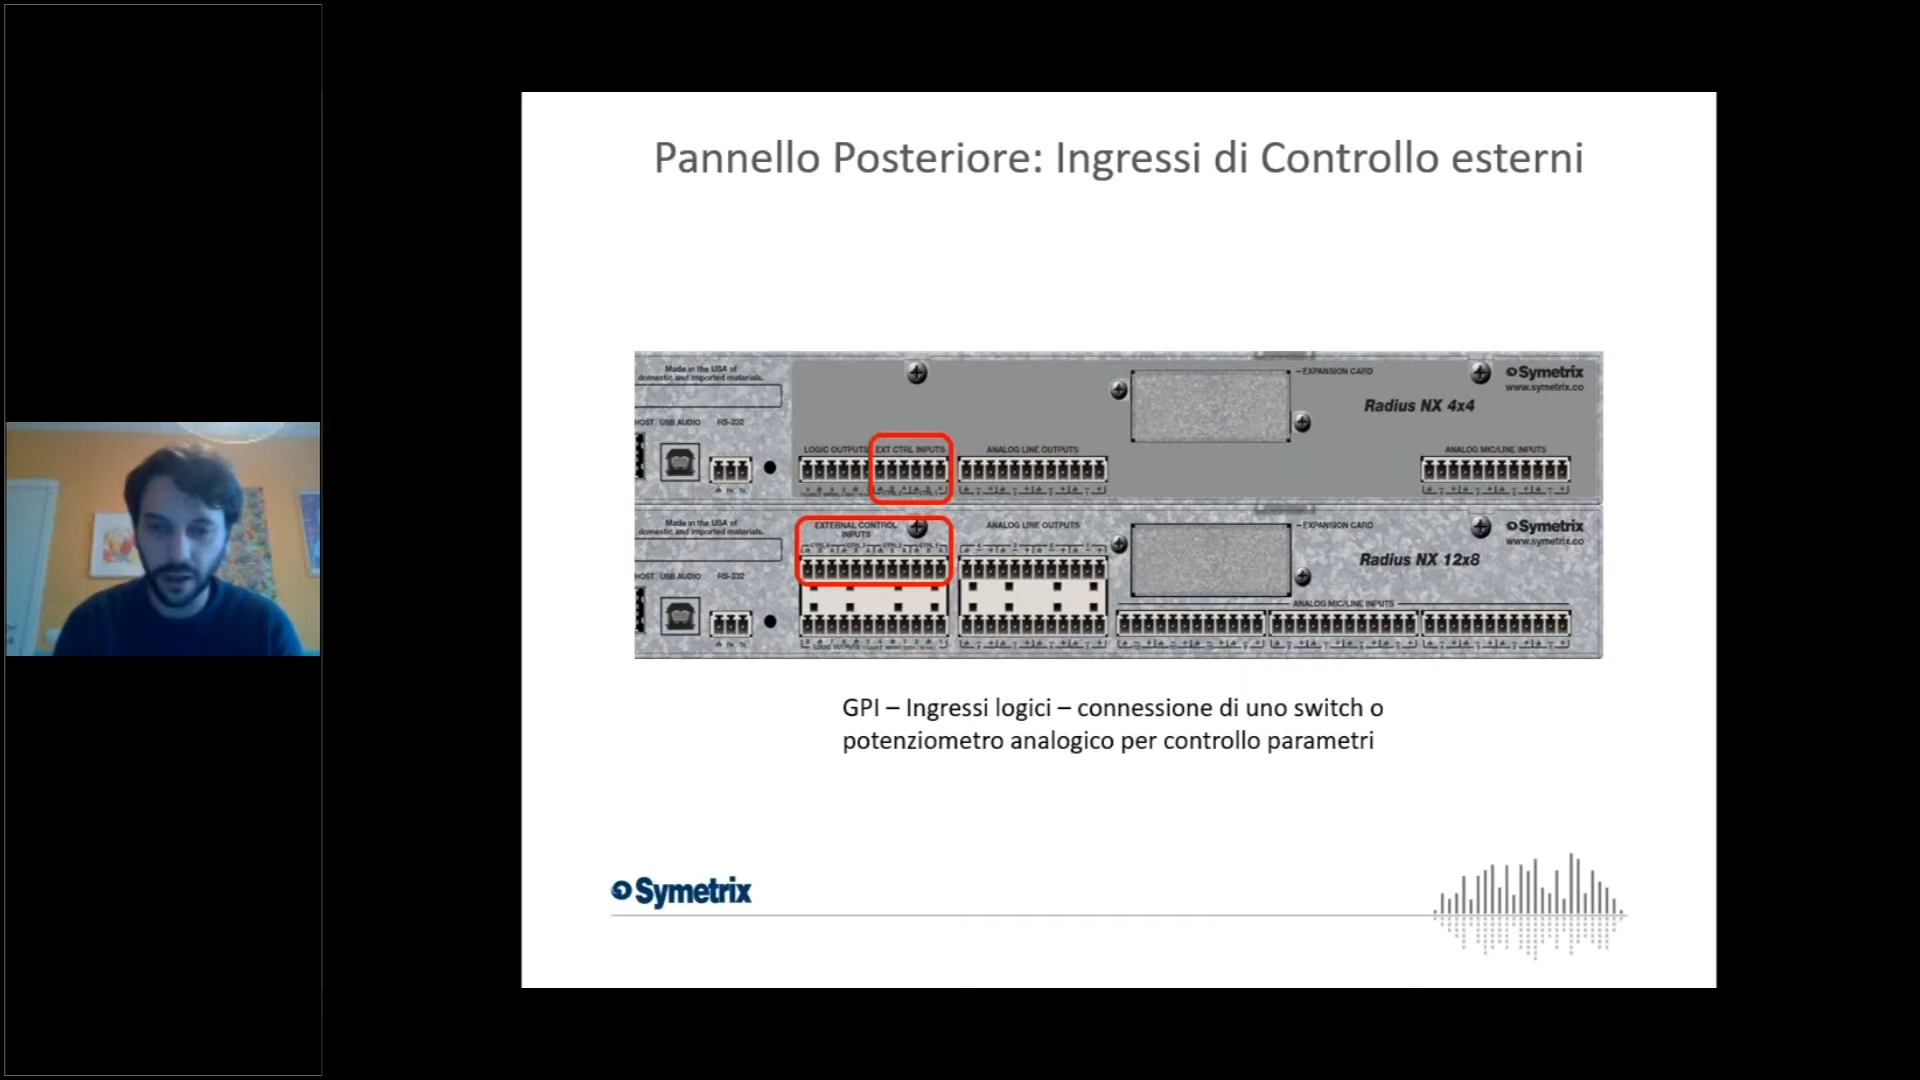 Pannello Posteriore: Ingressi di Controllo esterni
Made in the USA of
domestic and imported materials.
EXPANSION CARD
Symetrix
www.symetrix.co
Radius NX 4x4
HOST USB AUDIO RS-232
LOGIC OUTPUTS EXT CTRL INPUTS ANALOG LINE OUTPUTS ANALOG MIC/LINE INPUTS
Made in the USA of
domestic and imported materials.
EXTERNAL CONTROL
INPUTS
ANALOG LINE OUTPUTS
EXPANSION CARD
Symetrix
www.symetrix.co
Radius NX 12x8
HOST USB AUDIO RS-232
ANALOG MIC/LINE INPUTS
LOGIC OUTPUTS
GPI – Ingressi logici – connessione di uno switch o
potenziometro analogico per controllo parametri
Symetrix